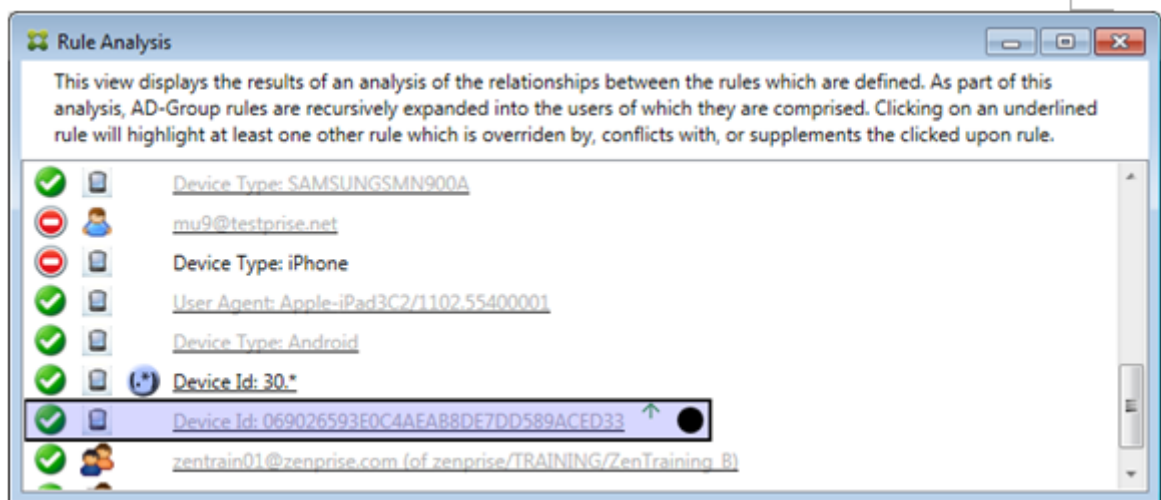 Rule Analysis
This view displays the results of an analysis of the relationships between the rules which are defined. As part of this
analysis, AD-Group rules are recursively expanded into the users of which they are comprised. Clicking on an underlined
rule will highlight at least one other rule which is overriden by, conflicts with, or supplements the clicked upon rule.
Device Type: SAMSUNGSMN900A
mu9@testprise.net
Device Type: iPhone
User Agent: Apple-iPad3C2/1102.55400001
Device Type: Android
(.*) Device Id: 30.*
Device Id: 069026593E0C4AEAB8DE7DD589ACED33
zentrain01@zenprise.com (of zenprise/TRAINING/ZenTraining B)